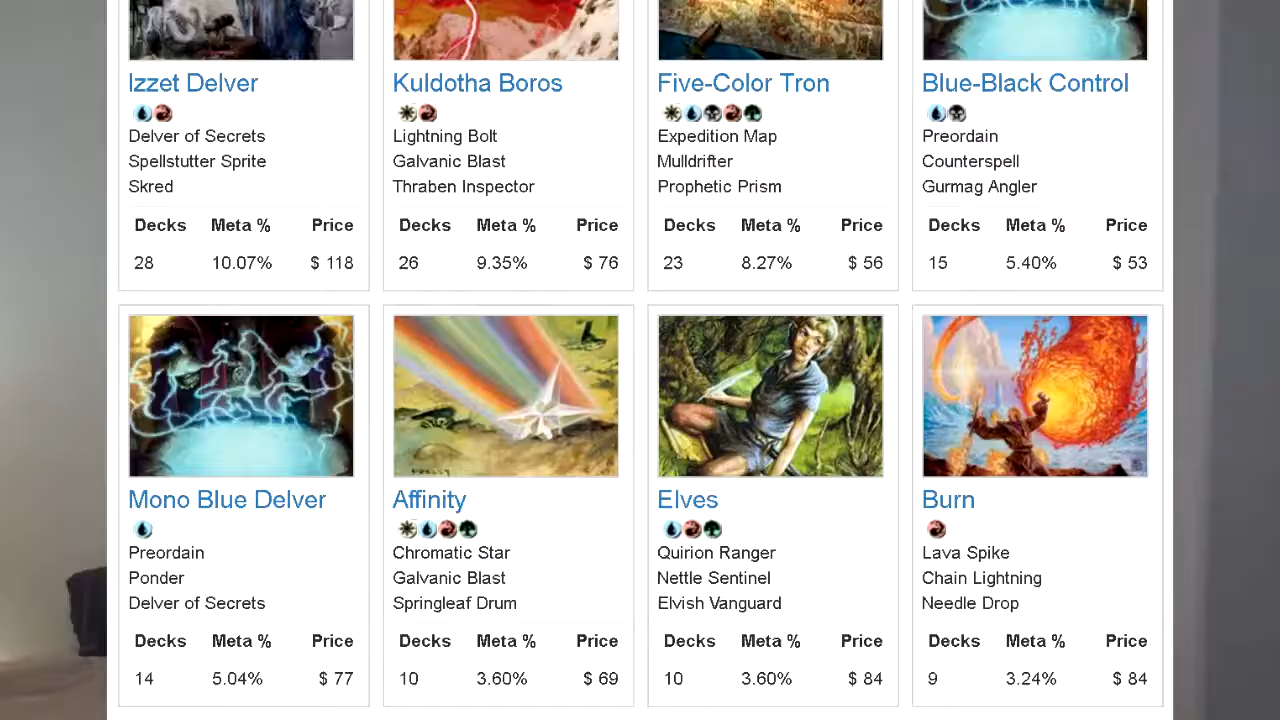 Izzet Delver
Delver of Secrets
Spellstutter Sprite
Skred
Decks Meta % Price
28 10.07% $ 118
Kuldotha Boros
Lightning Bolt
Galvanic Blast
Thraben Inspector
Decks Meta % Price
26 9.35% $ 76
Five-Color Tron
Expedition Map
Mulldrifter
Prophetic Prism
Decks Meta % Price
23 8.27% $ 56
Blue-Black Control
Preordain
Counterspell
Gurmag Angler
Decks Meta % Price
15 5.40% $ 53
Mono Blue Delver
Preordain
Ponder
Delver of Secrets
Decks Meta % Price
14 5.04% $ 77
Affinity
Chromatic Star
Galvanic Blast
Springleaf Drum
Decks Meta % Price
10 3.60% $ 69
Elves
Quirion Ranger
Nettle Sentinel
Elvish Vanguard
Decks Meta % Price
10 3.60% $ 84
Burn
Lava Spike
Chain Lightning
Needle Drop
Decks Meta % Price
9 3.24% $ 84